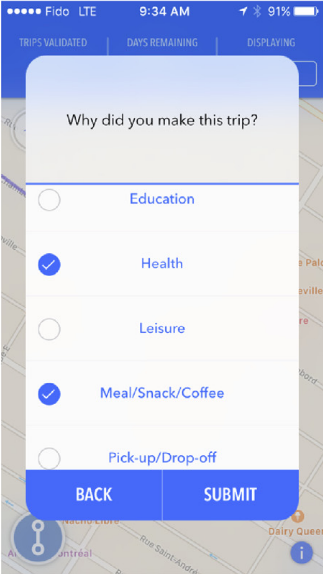 Fido LTE 9:34 AM 91%
TRIPS VALIDATED DAYS REMAINING DISPLAYING
Why did you make this trip?
Education
Health
Leisure
Meal/Snack/Coffee
Pick-up/Drop-off
BACK SUBMIT
Nacho Libre
Dairy Queen
Rue Saint-André